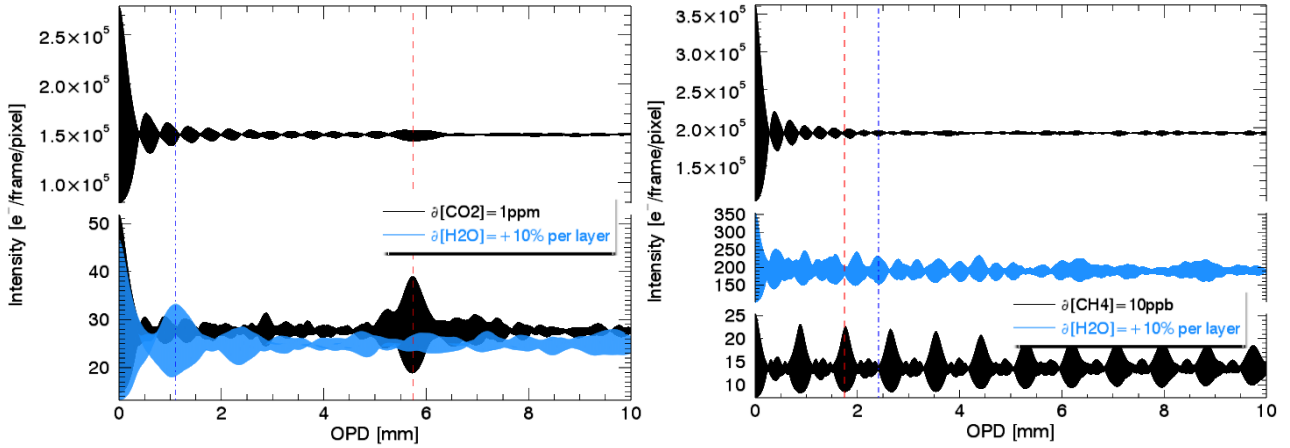 Intensity [e⁻/frame/pixel]
2.5×10⁵
2.0×10⁵
1.5×10⁵
1.0×10⁵
50
40
30
20
∂[CO2]=1ppm
∂[H2O]=+10% per layer
0 2 4 6 8 10
OPD [mm]
Intensity [e⁻/frame/pixel]
3.5×10⁵
3.0×10⁵
2.5×10⁵
2.0×10⁵
1.5×10⁵
350
300
250
200
150
25
20
15
10
∂[CH4]=10ppb
∂[H2O]=+10% per layer
0 2 4 6 8 10
OPD [mm]